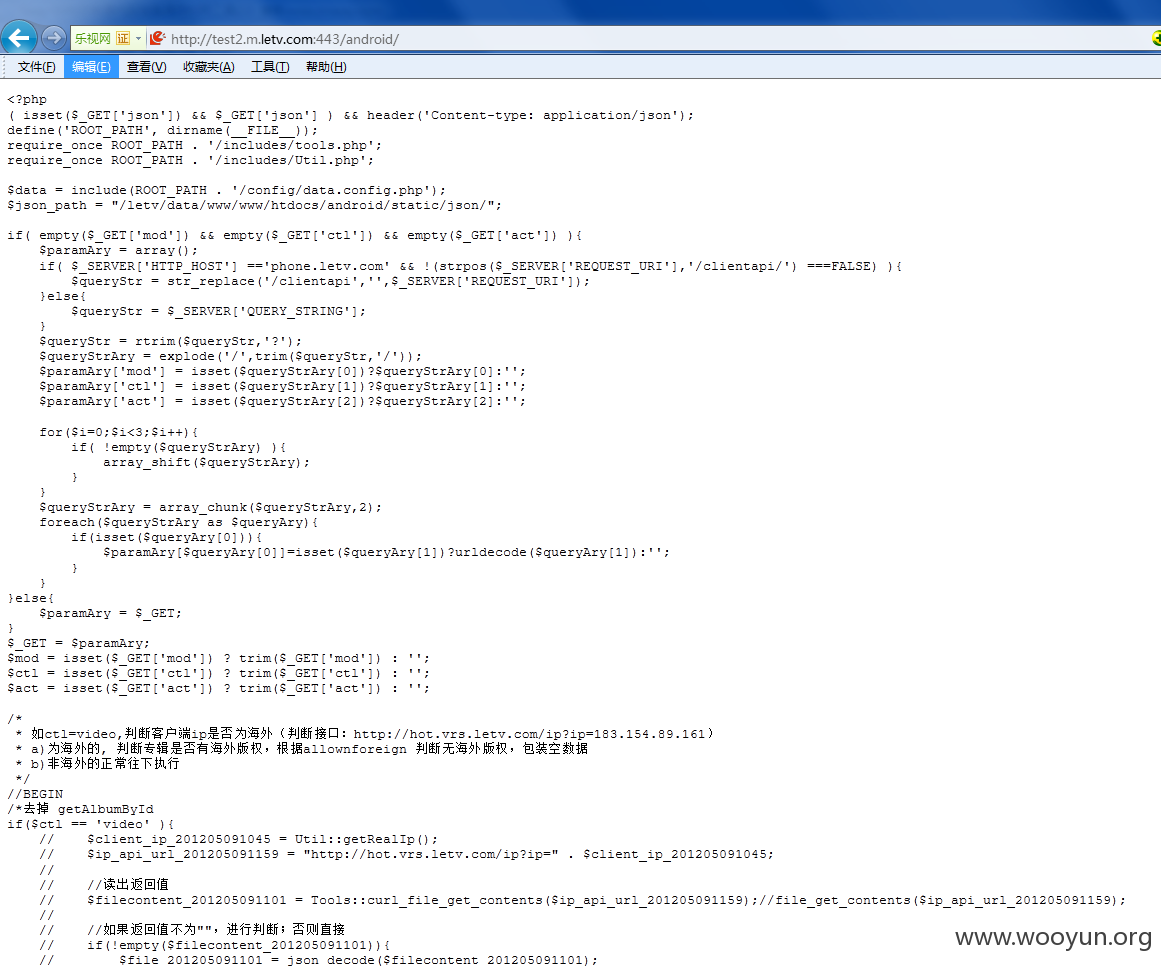 乐视网 证 http://test2.m.letv.com:443/android/
文件(F) 编辑(E) 查看(V) 收藏夹(A) 工具(T) 帮助(H)
<?php
( isset($_GET['json']) && $_GET['json'] ) && header('Content-type: application/json');
define('ROOT_PATH', dirname(__FILE__));
require_once ROOT_PATH . '/includes/tools.php';
require_once ROOT_PATH . '/includes/Util.php';

$data = include(ROOT_PATH . '/config/data.config.php');
$json_path = "/letv/data/www/www/htdocs/android/static/json/";

if( empty($_GET['mod']) && empty($_GET['ctl']) && empty($_GET['act']) ){
    $paramAry = array();
    if( $_SERVER['HTTP_HOST'] =='phone.letv.com' && !(strpos($_SERVER['REQUEST_URI'],'/clientapi/') ===FALSE) ){
        $queryStr = str_replace('/clientapi','',$_SERVER['REQUEST_URI']);
    }else{
        $queryStr = $_SERVER['QUERY_STRING'];
    }
    $queryStr = rtrim($queryStr,'?');
    $queryStrAry = explode('/',trim($queryStr,'/'));
    $paramAry['mod'] = isset($queryStrAry[0])?$queryStrAry[0]:'';
    $paramAry['ctl'] = isset($queryStrAry[1])?$queryStrAry[1]:'';
    $paramAry['act'] = isset($queryStrAry[2])?$queryStrAry[2]:'';

    for($i=0;$i<3;$i++){
        if( !empty($queryStrAry) ){
            array_shift($queryStrAry);
        }
    }
    $queryStrAry = array_chunk($queryStrAry,2);
    foreach($queryStrAry as $queryAry){
        if(isset($queryAry[0])){
            $paramAry[$queryAry[0]]=isset($queryAry[1])?urldecode($queryAry[1]):'';
        }
    }
}else{
    $paramAry = $_GET;
}
$_GET = $paramAry;
$mod = isset($_GET['mod']) ? trim($_GET['mod']) : '';
$ctl = isset($_GET['ctl']) ? trim($_GET['ctl']) : '';
$act = isset($_GET['act']) ? trim($_GET['act']) : '';

/*
 * 如ctl=video,判断客户端ip是否为海外（判断接口：http://hot.vrs.letv.com/ip?ip=183.154.89.161）
 * a)为海外的, 判断专辑是否有海外版权，根据allownforeign 判断无海外版权，包装空数据
 * b)非海外的正常往下执行
 */
//BEGIN
/*去掉 getAlbumById
if($ctl == 'video' ){
    //    $client_ip_201205091045 = Util::getRealIp();
    //    $ip_api_url_201205091159 = "http://hot.vrs.letv.com/ip?ip=" . $client_ip_201205091045;
    //
    //    //读出返回值
    //    $filecontent_201205091101 = Tools::curl_file_get_contents($ip_api_url_201205091159);//file_get_contents($ip_api_url_201205091159);
    //
    //    //如果返回值不为""，进行判断；否则直接
    //    if(!empty($filecontent_201205091101)){
    //        $file_201205091101 = json_decode($filecontent_201205091101);
www.wooyun.org